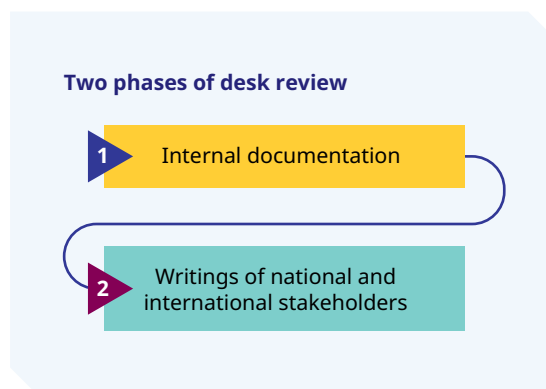 Two phases of desk review
1
Internal documentation
2
Writings of national and
international stakeholders